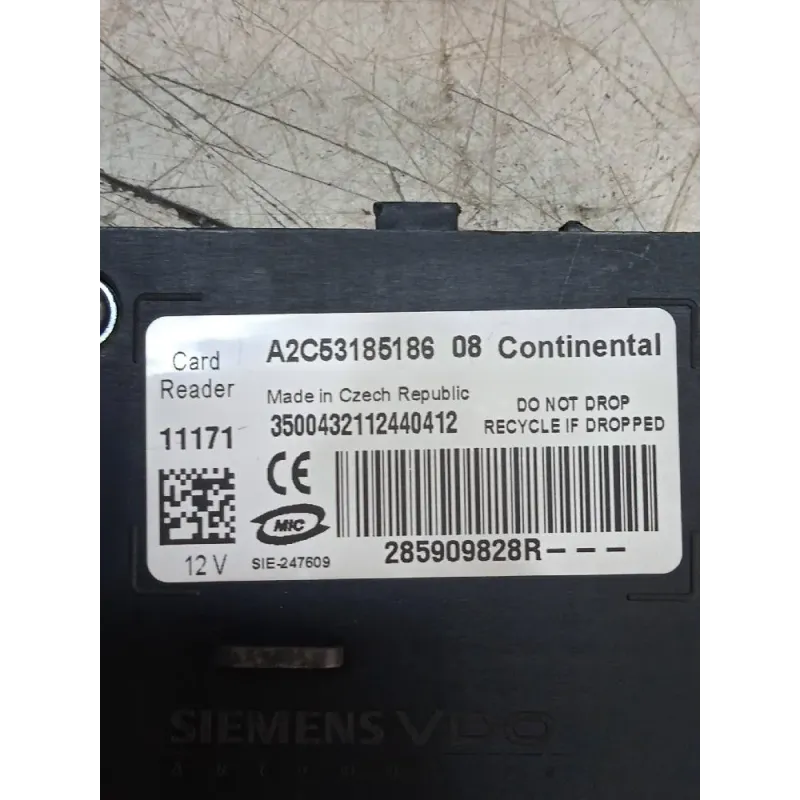 Card Reader
A2C53185186 08 Continental
Made in Czech Republic
11171
3500432112440412
DO NOT DROP
RECYCLE IF DROPPED
CE
MIC
12 V
SIE-247609
285909828R---
SIEMENS VDO